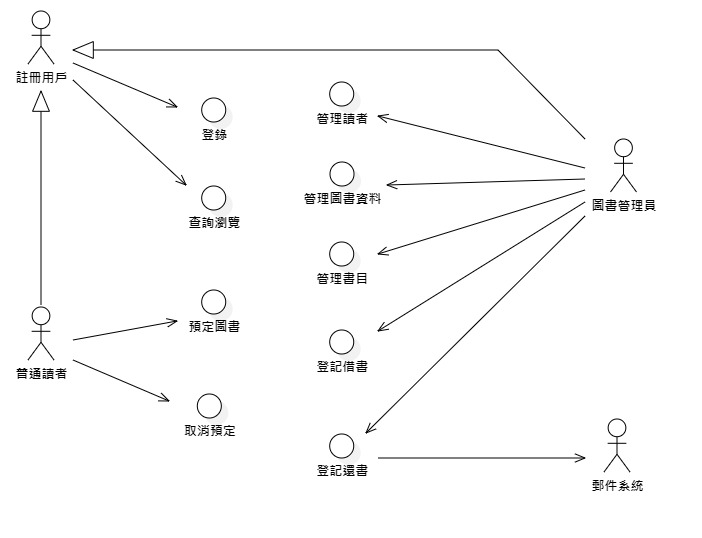 註冊用戶
登錄
管理讀者
查詢瀏覽
管理圖書資料
圖書管理員
管理書目
預定圖書
登記借書
普通讀者
取消預定
登記還書
郵件系統